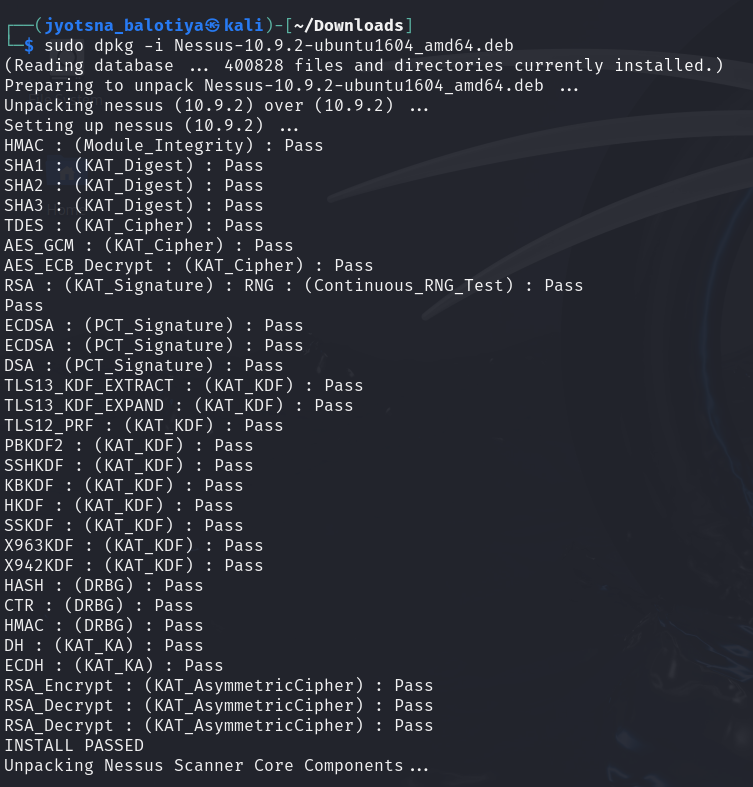 ┌──(jyotsna_balotiya㉿kali)-[~/Downloads]
└─$ sudo dpkg -i Nessus-10.9.2-ubuntu1604_amd64.deb
(Reading database ... 400828 files and directories currently installed.)
Preparing to unpack Nessus-10.9.2-ubuntu1604_amd64.deb ...
Unpacking nessus (10.9.2) over (10.9.2) ...
Setting up nessus (10.9.2) ...
HMAC : (Module_Integrity) : Pass
SHA1 : (KAT_Digest) : Pass
SHA2 : (KAT_Digest) : Pass
SHA3 : (KAT_Digest) : Pass
TDES : (KAT_Cipher) : Pass
AES_GCM : (KAT_Cipher) : Pass
AES_ECB_Decrypt : (KAT_Cipher) : Pass
RSA : (KAT_Signature) : RNG : (Continuous_RNG_Test) : Pass
Pass
ECDSA : (PCT_Signature) : Pass
ECDSA : (PCT_Signature) : Pass
DSA : (PCT_Signature) : Pass
TLS13_KDF_EXTRACT : (KAT_KDF) : Pass
TLS13_KDF_EXPAND : (KAT_KDF) : Pass
TLS12_PRF : (KAT_KDF) : Pass
PBKDF2 : (KAT_KDF) : Pass
SSHKDF : (KAT_KDF) : Pass
KBKDF : (KAT_KDF) : Pass
HKDF : (KAT_KDF) : Pass
SSKDF : (KAT_KDF) : Pass
X963KDF : (KAT_KDF) : Pass
X942KDF : (KAT_KDF) : Pass
HASH : (DRBG) : Pass
CTR : (DRBG) : Pass
HMAC : (DRBG) : Pass
DH : (KAT_KA) : Pass
ECDH : (KAT_KA) : Pass
RSA_Encrypt : (KAT_AsymmetricCipher) : Pass
RSA_Decrypt : (KAT_AsymmetricCipher) : Pass
RSA_Decrypt : (KAT_AsymmetricCipher) : Pass
INSTALL PASSED
Unpacking Nessus Scanner Core Components...